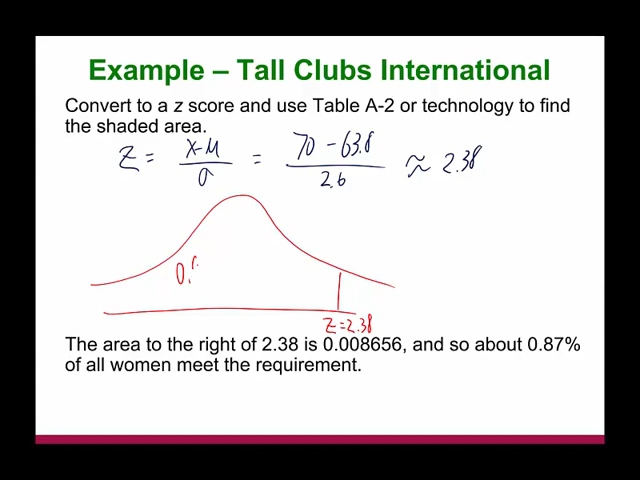 Example – Tall Clubs International
Convert to a z score and use Table A-2 or technology to find
the shaded area.
Z = (X-M)/σ = (70 - 63.8)/2.6 ≈ 2.38
0.
Z=2.38
The area to the right of 2.38 is 0.008656, and so about 0.87%
of all women meet the requirement.